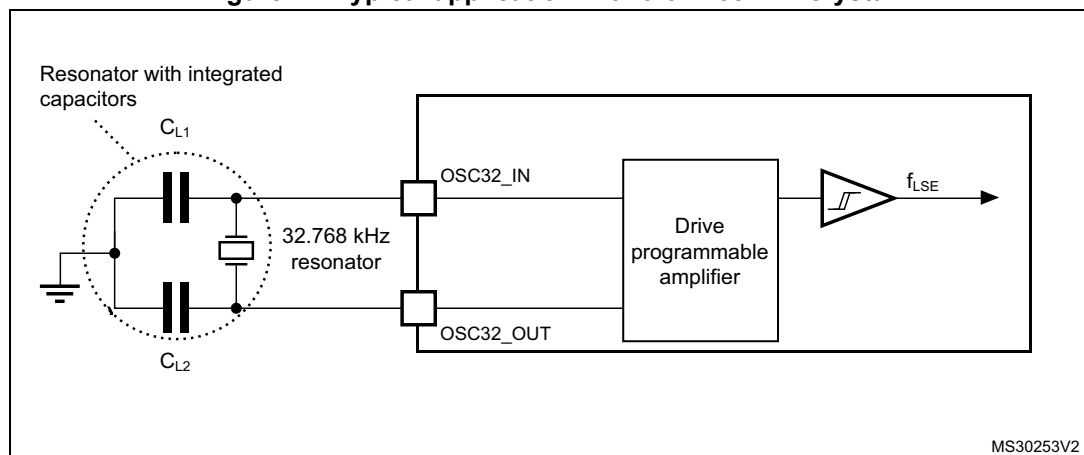 Resonator with integrated
capacitors
CL1
OSC32_IN
fLSE
32.768 kHz
resonator
Drive
programmable
amplifier
OSC32_OUT
CL2
MS30253V2